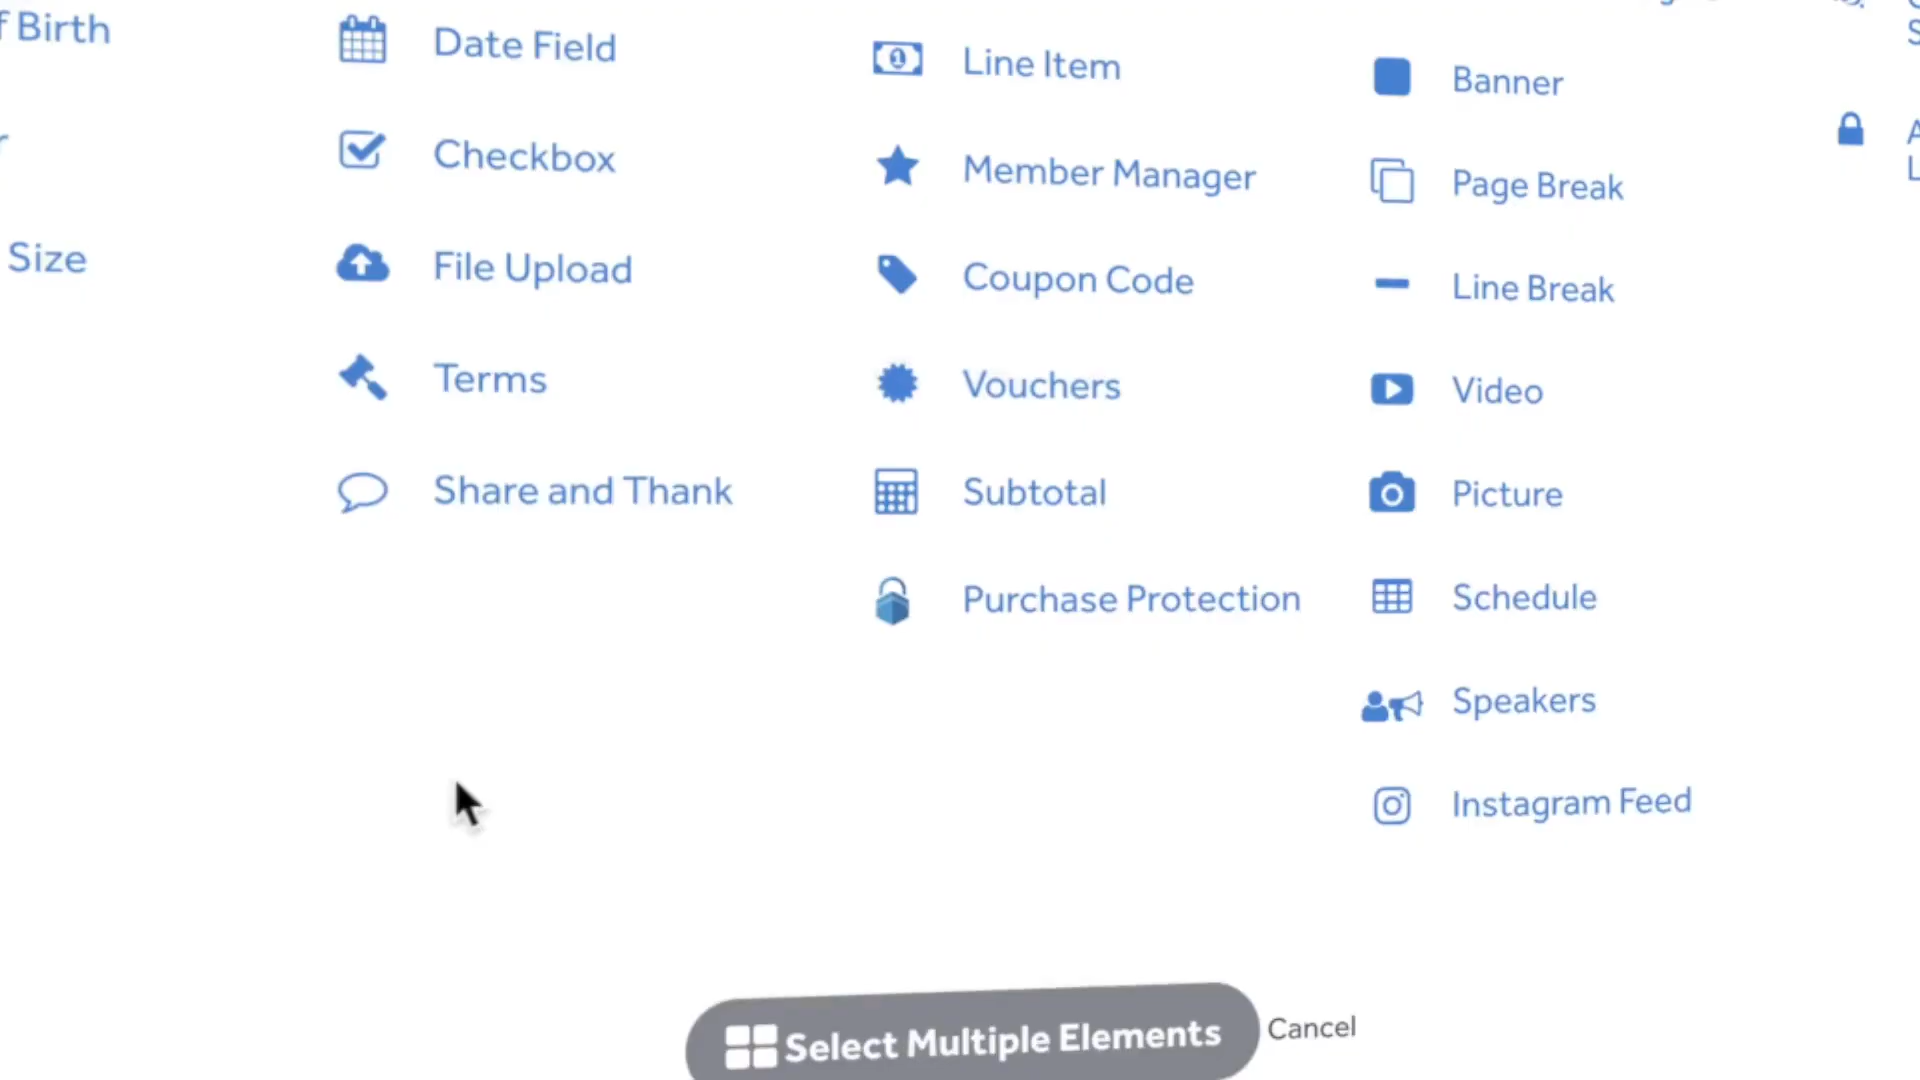 f Birth
Size
Date Field
Checkbox
File Upload
Terms
Share and Thank
Line Item
Member Manager
Coupon Code
Vouchers
Subtotal
Purchase Protection
Banner
Page Break
Line Break
Video
Picture
Schedule
Speakers
Instagram Feed
Select Multiple Elements
Cancel